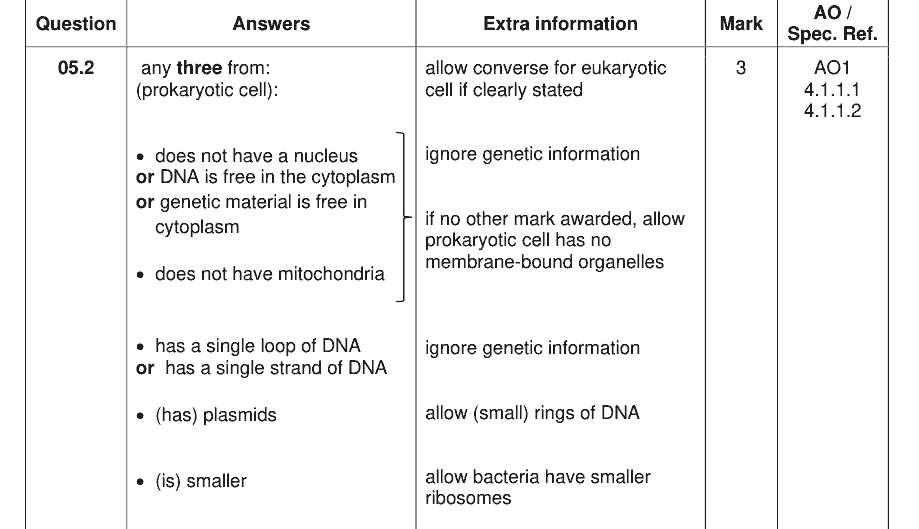 Question
Answers
Extra information
Mark
AO /
Spec. Ref.
05.2
any three from:
(prokaryotic cell):
allow converse for eukaryotic
cell if clearly stated
3
AO1
4.1.1.1
4.1.1.2
• does not have a nucleus
or DNA is free in the cytoplasm
or genetic material is free in
cytoplasm
ignore genetic information
• does not have mitochondria
if no other mark awarded, allow
prokaryotic cell has no
membrane-bound organelles
• has a single loop of DNA
or has a single strand of DNA
ignore genetic information
• (has) plasmids
allow (small) rings of DNA
• (is) smaller
allow bacteria have smaller
ribosomes